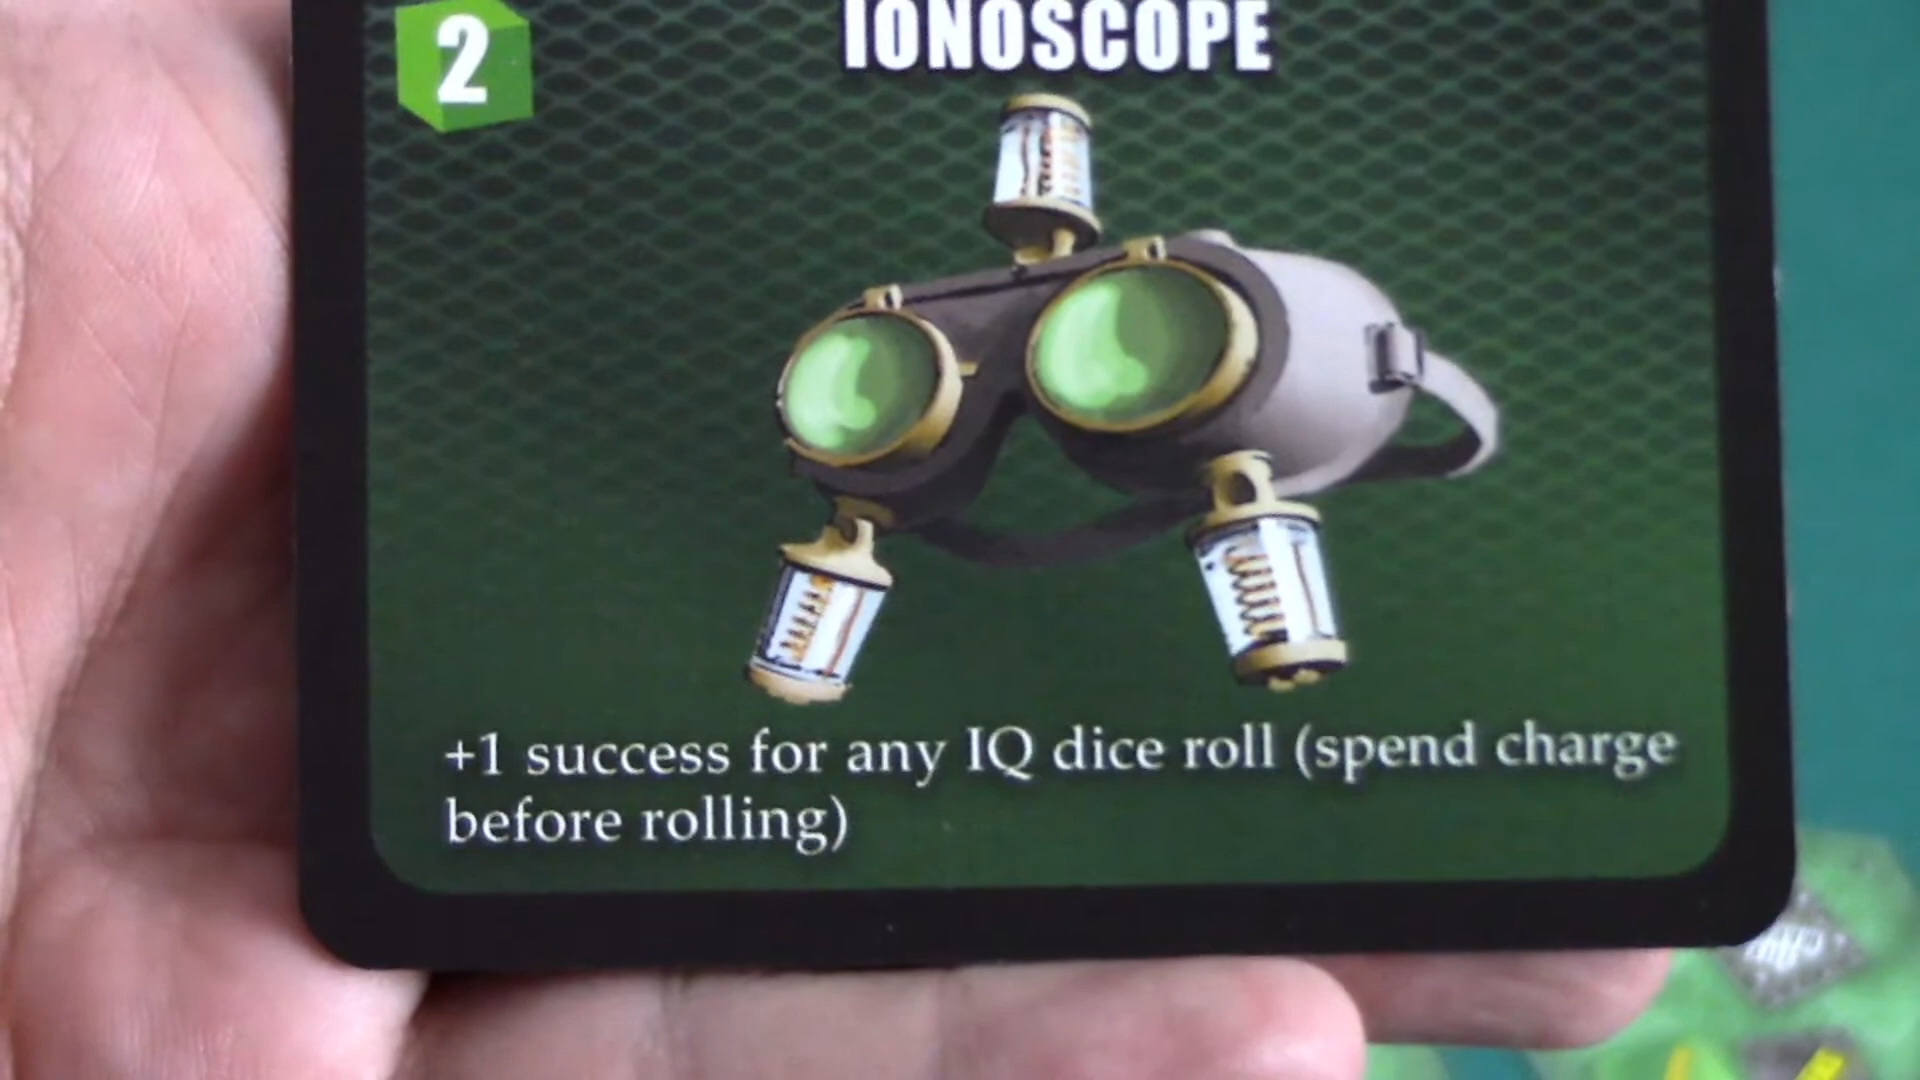 2
IONOSCOPE
+1 success for any IQ dice roll (spend charge
before rolling)